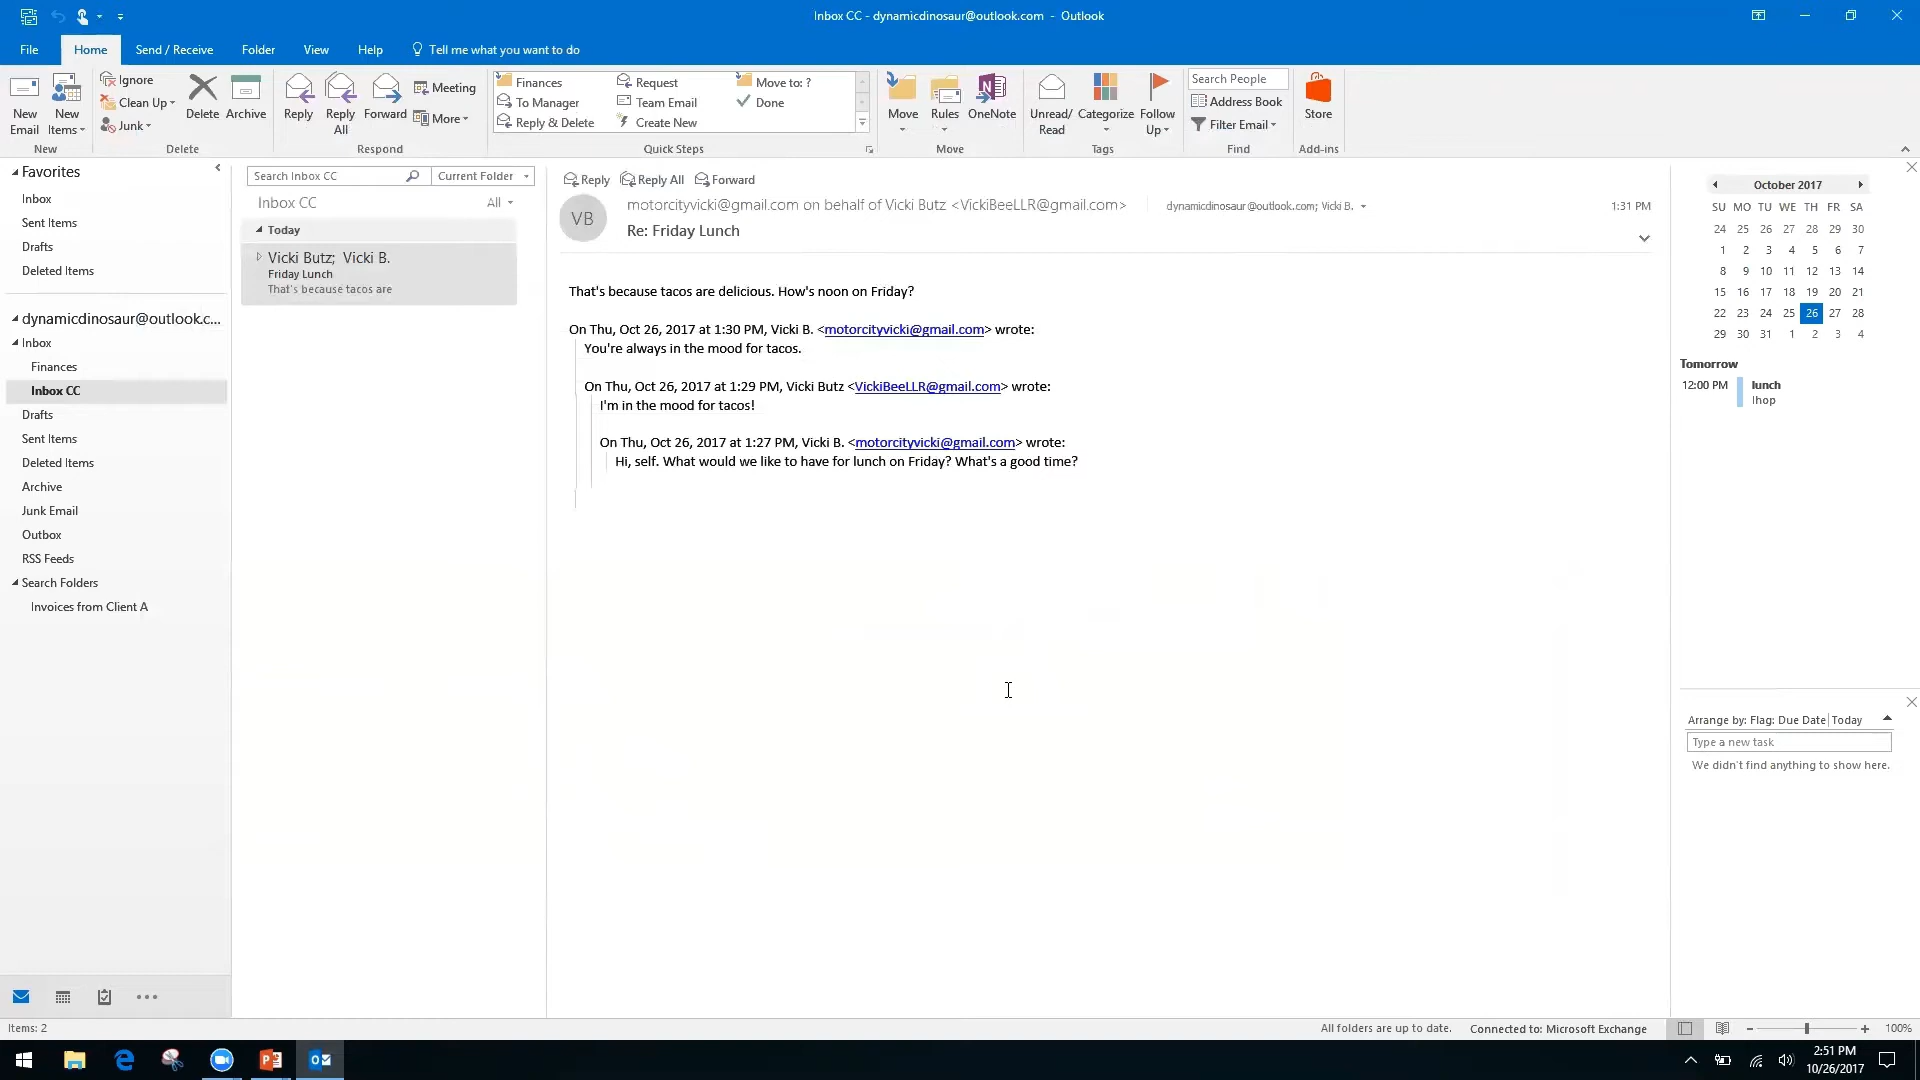 Inbox CC - dynamicdinosaur@outlook.com - Outlook
File Home Send / Receive Folder View Help Tell me what you want to do
New Email
New Items
New
Ignore
Clean Up
Junk
Delete
Archive
Delete
Reply
Reply All
Forward
Meeting
More
Respond
Finances
To Manager
Reply & Delete
Request
Team Email
Create New
Move to: ?
Done
Quick Steps
Move
Rules
OneNote
Move
Unread/ Read
Categorize
Follow Up
Tags
Search People
Address Book
Filter Email
Find
Store
Add-ins
Favorites
Inbox
Sent Items
Drafts
Deleted Items
dynamicdinosaur@outlook.c...
Inbox
Finances
Inbox CC
Drafts
Sent Items
Deleted Items
Archive
Junk Email
Outbox
RSS Feeds
Search Folders
Invoices from Client A
Search Inbox CC
Current Folder
Inbox CC All
Today
Vicki Butz; Vicki B.
Friday Lunch
That's because tacos are
Reply Reply All Forward
VB
motorcityvicki@gmail.com on behalf of Vicki Butz <VickiBeeLLR@gmail.com>
dynamicdinosaur@outlook.com; Vicki B.
1:31 PM
Re: Friday Lunch
That's because tacos are delicious. How's noon on Friday?
On Thu, Oct 26, 2017 at 1:30 PM, Vicki B. <motorcityvicki@gmail.com> wrote:
You're always in the mood for tacos.
On Thu, Oct 26, 2017 at 1:29 PM, Vicki Butz <VickiBeeLLR@gmail.com> wrote:
I'm in the mood for tacos!
On Thu, Oct 26, 2017 at 1:27 PM, Vicki B. <motorcityvicki@gmail.com> wrote:
Hi, self. What would we like to have for lunch on Friday? What's a good time?
October 2017
SU MO TU WE TH FR SA
24 25 26 27 28 29 30
1 2 3 4 5 6 7
8 9 10 11 12 13 14
15 16 17 18 19 20 21
22 23 24 25 26 27 28
29 30 31 1 2 3 4
Tomorrow
12:00 PM lunch
Ihop
Arrange by: Flag: Due Date Today
Type a new task
We didn't find anything to show here.
Items: 2
All folders are up to date. Connected to: Microsoft Exchange
100%
2:51 PM
10/26/2017